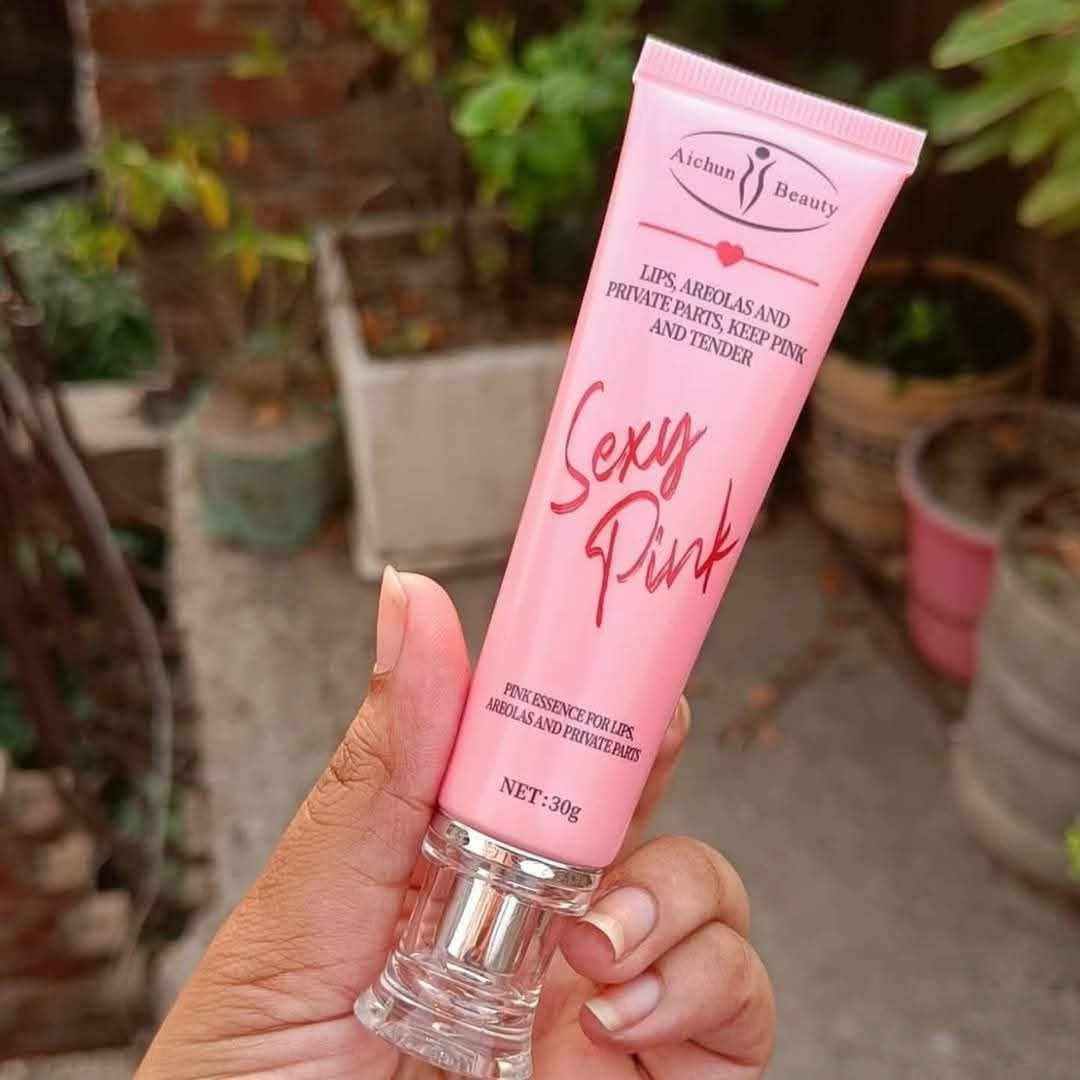 Aichun Beauty
LIPS, AREOLAS AND
PRIVATE PARTS, KEEP PINK
AND TENDER
Sexy
Pink
PINK ESSENCE FOR LIPS,
AREOLAS AND PRIVATE PARTS
NET:30g